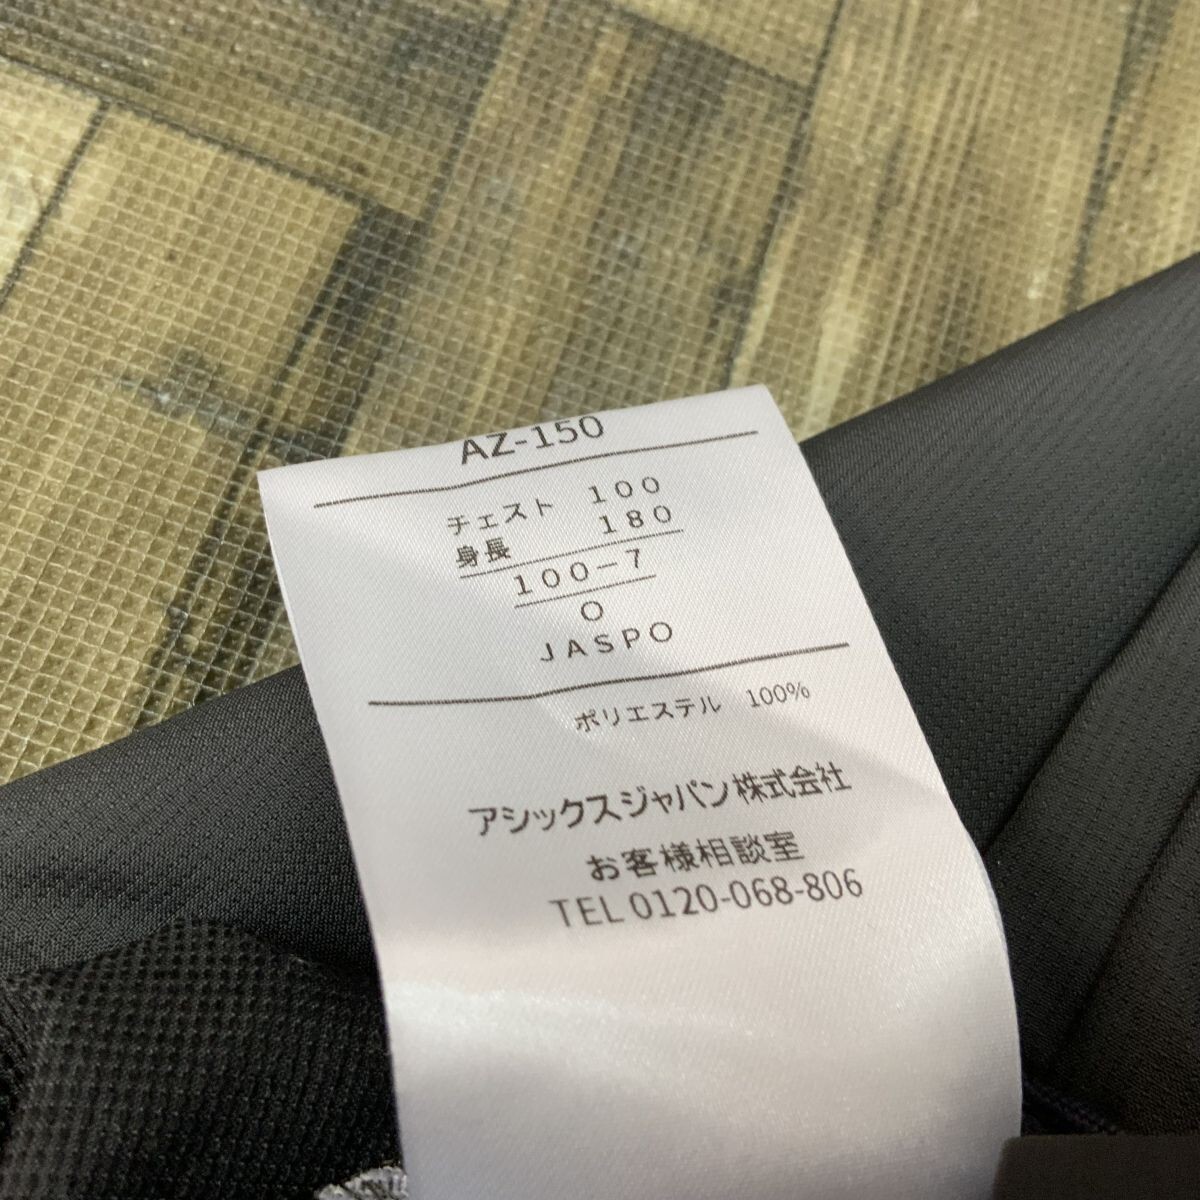 AZ-150
チェスト 100
身長 180
100-7
O
JASPO
ポリエステル 100%
アシックスジャパン株式会社
お客様相談室
TEL 0120-068-806